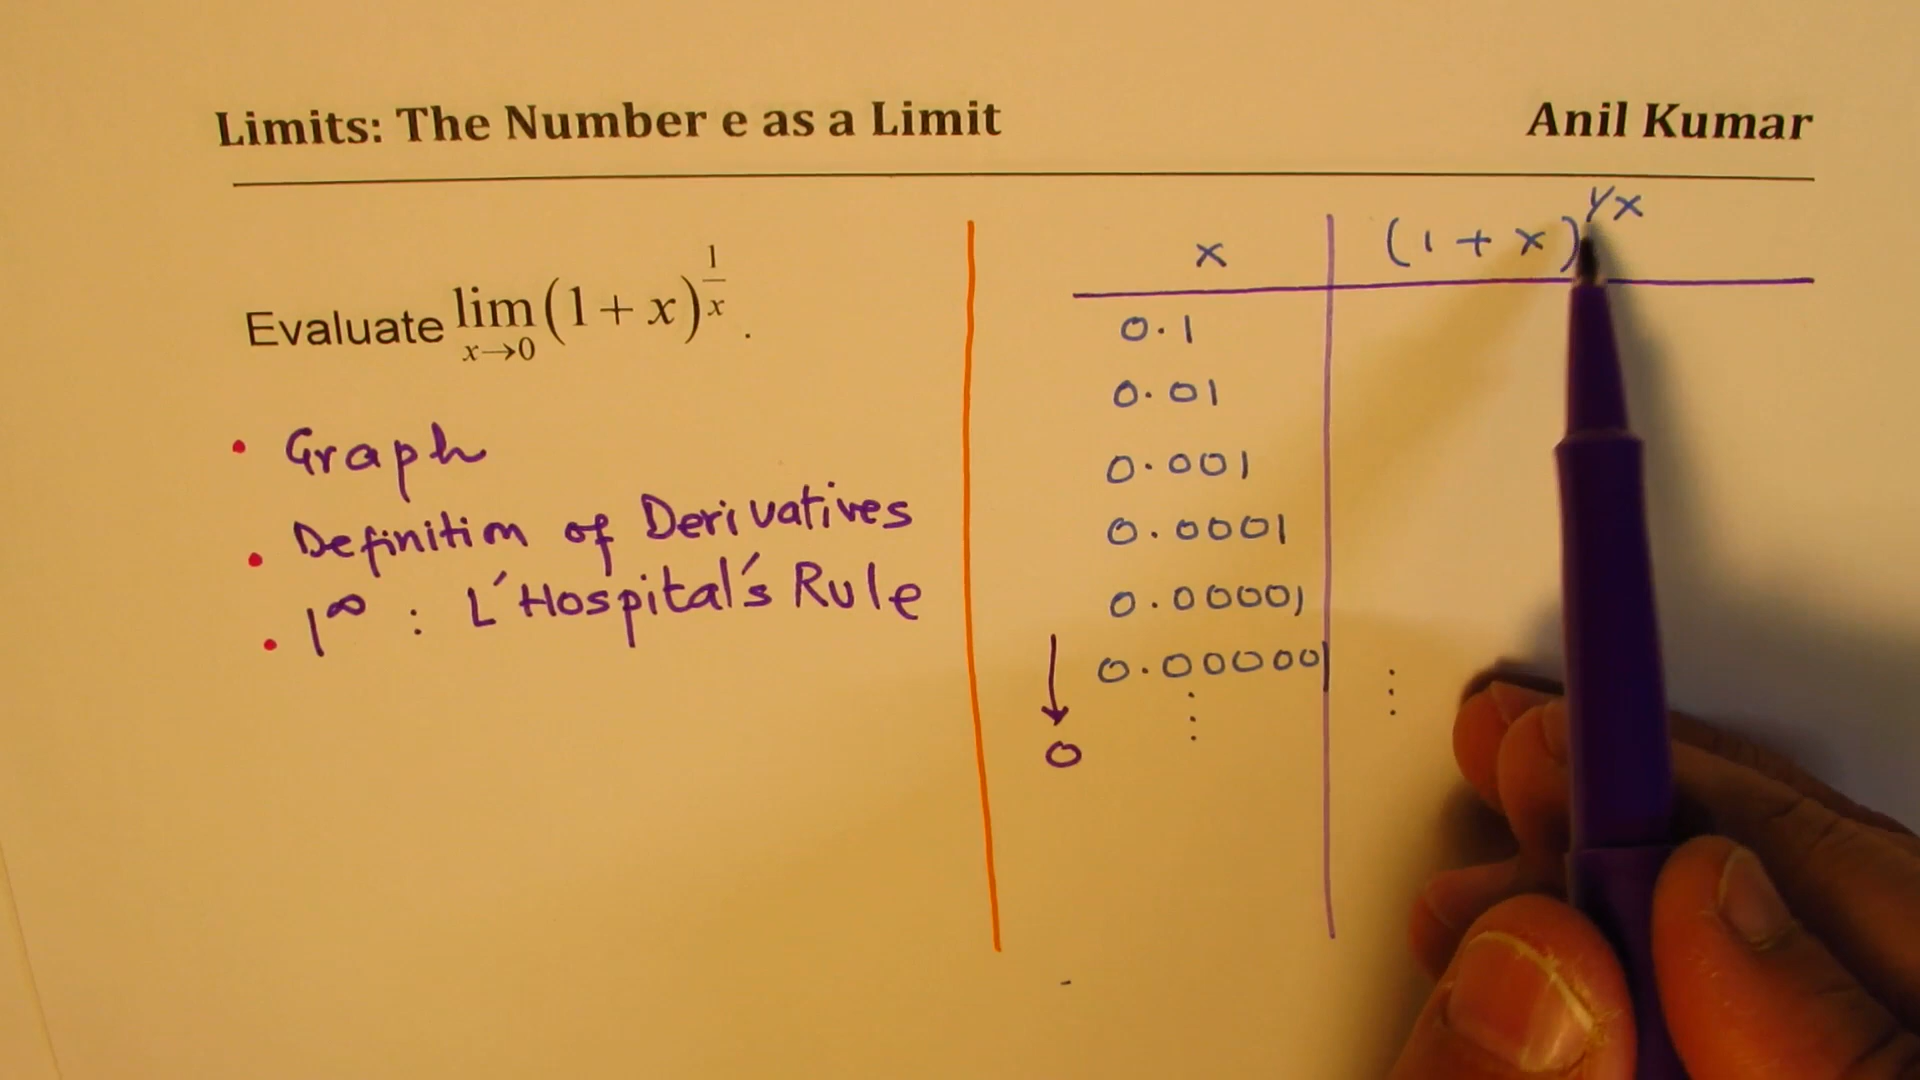 Limits: The Number e as a Limit
Anil Kumar
Evaluate lim x→0 (1 + x)^(1/x) .
• Graph
• Definition of Derivatives
• 1^∞ : L'Hospital's Rule
x (1 + x)^(1/x)
0.1
0.01
0.001
0.0001
0.00001
0.000001
⋮ ⋮
↓
0